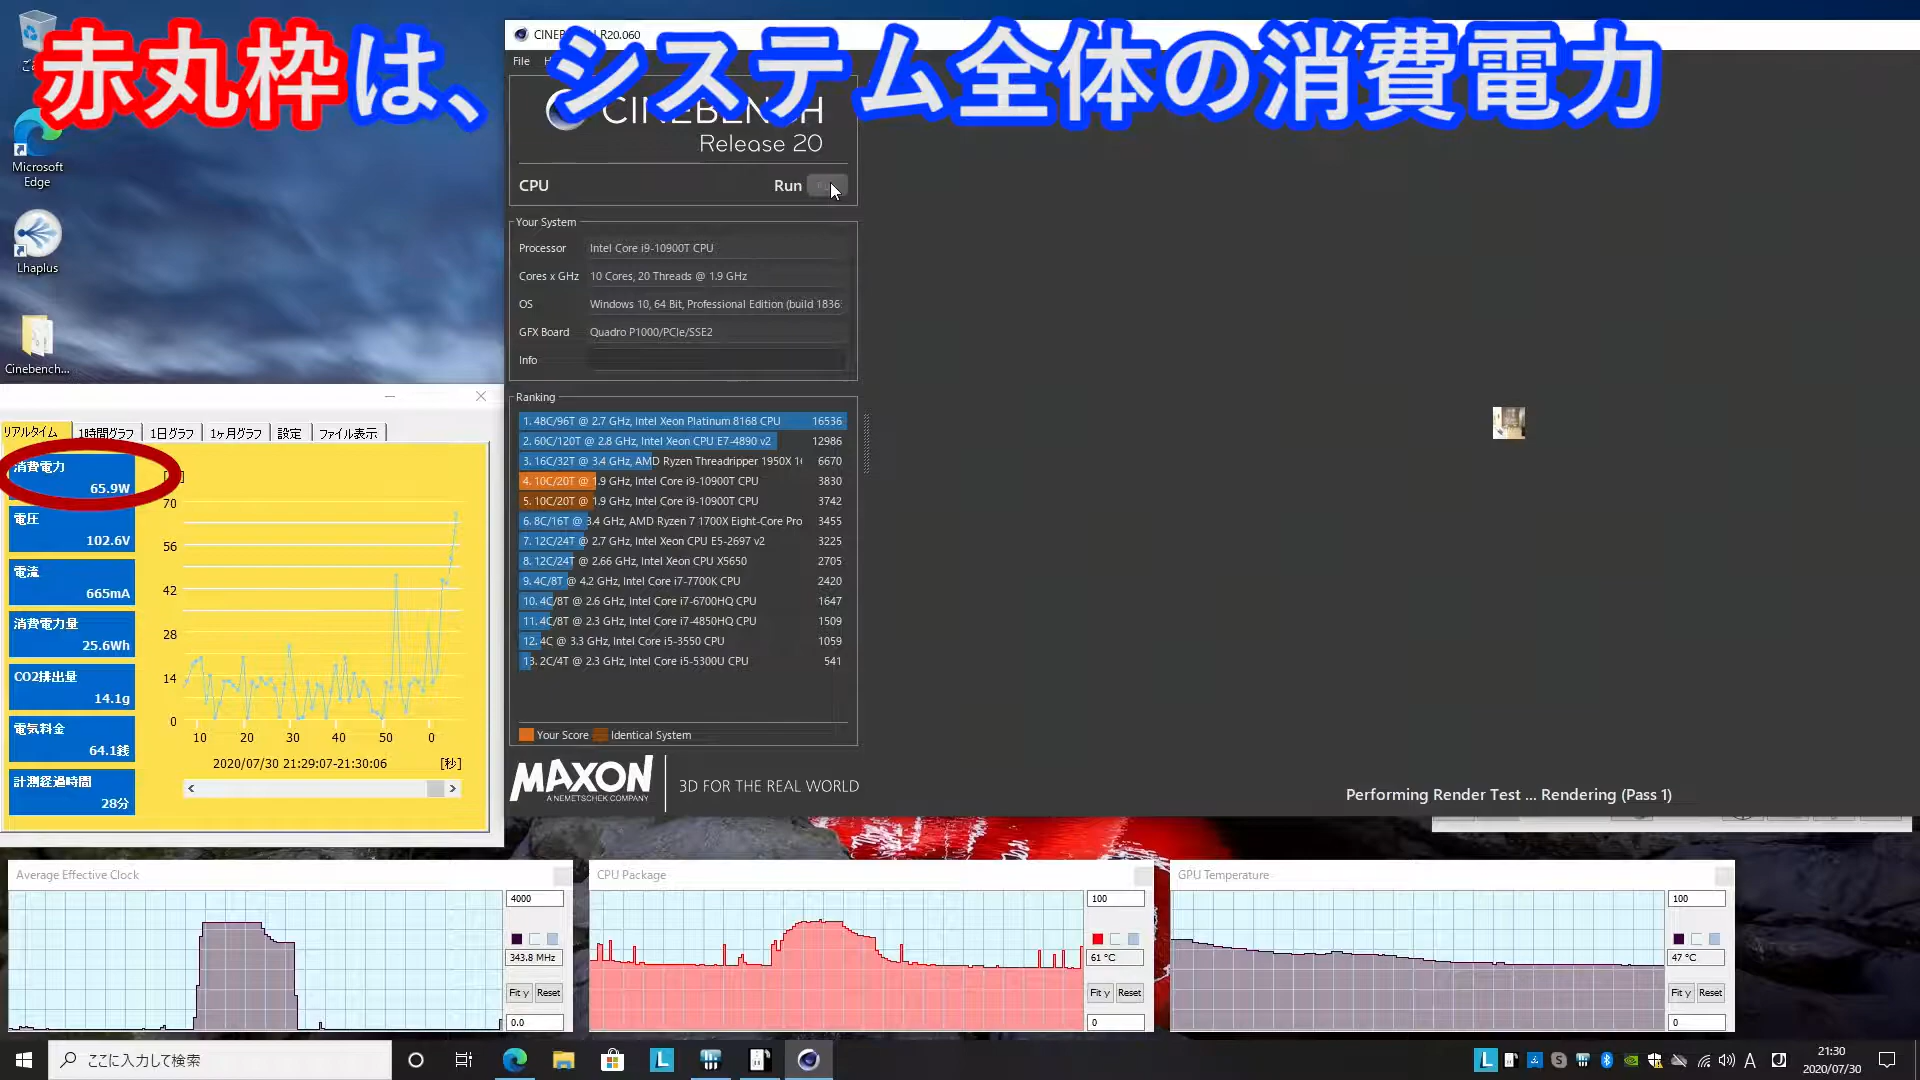 赤丸枠は、システム全体の消費電力
R20.060
File
CINEBENCH
Release 20
CPU
Run
Your System
Processor
Intel Core i9-10900T CPU
Cores x GHz
10 Cores, 20 Threads @ 1.9 GHz
OS
Windows 10, 64 Bit, Professional Edition (build 1836
GFX Board
Quadro P1000/PCIe/SSE2
Info
Ranking
1. 48C/96T @ 2.7 GHz, Intel Xeon Platinum 8168 CPU 16536
2. 60C/120T @ 2.8 GHz, Intel Xeon CPU E7-4890 v2 12986
3. 16C/32T @ 3.4 GHz, AMD Ryzen Threadripper 1950X 1 6670
4. 10C/20T @ 1.9 GHz, Intel Core i9-10900T CPU 3830
5. 10C/20T @ 1.9 GHz, Intel Core i9-10900T CPU 3742
6. 8C/16T @ 3.4 GHz, AMD Ryzen 7 1700X Eight-Core Pro 3455
7. 12C/24T @ 2.7 GHz, Intel Xeon CPU E5-2697 v2 3225
8. 12C/24T @ 2.66 GHz, Intel Xeon CPU X5650 2705
9. 4C/8T @ 4.2 GHz, Intel Core i7-7700K CPU 2420
10. 4C/8T @ 2.6 GHz, Intel Core i7-6700HQ CPU 1647
11. 4C/8T @ 2.3 GHz, Intel Core i7-4850HQ CPU 1509
12. 4C @ 3.3 GHz, Intel Core i5-3550 CPU 1059
13. 2C/4T @ 2.3 GHz, Intel Core i5-5300U CPU 541
Your Score
Identical System
MAXON
A NEMETSCHEK COMPANY
3D FOR THE REAL WORLD
Performing Render Test ... Rendering (Pass 1)
Microsoft
Edge
Lhaplus
Cinebench...
リアルタイム
1時間グラフ
1日グラフ
1ヶ月グラフ
設定
ファイル表示
消費電力
65.9W
電圧
102.6V
電流
665mA
消費電力量
25.6Wh
CO2排出量
14.1g
電気料金
64.1銭
計測経過時間
28分
70
56
42
28
14
0
10 20 30 40 50 0
2020/07/30 21:29:07-21:30:06
[秒]
Average Effective Clock
4000
343.8 MHz
Fit y
Reset
0.0
CPU Package
100
61 °C
Fit y
Reset
0
GPU Temperature
100
47 °C
Fit y
Reset
0
ここに入力して検索
A
21:30
2020/07/30